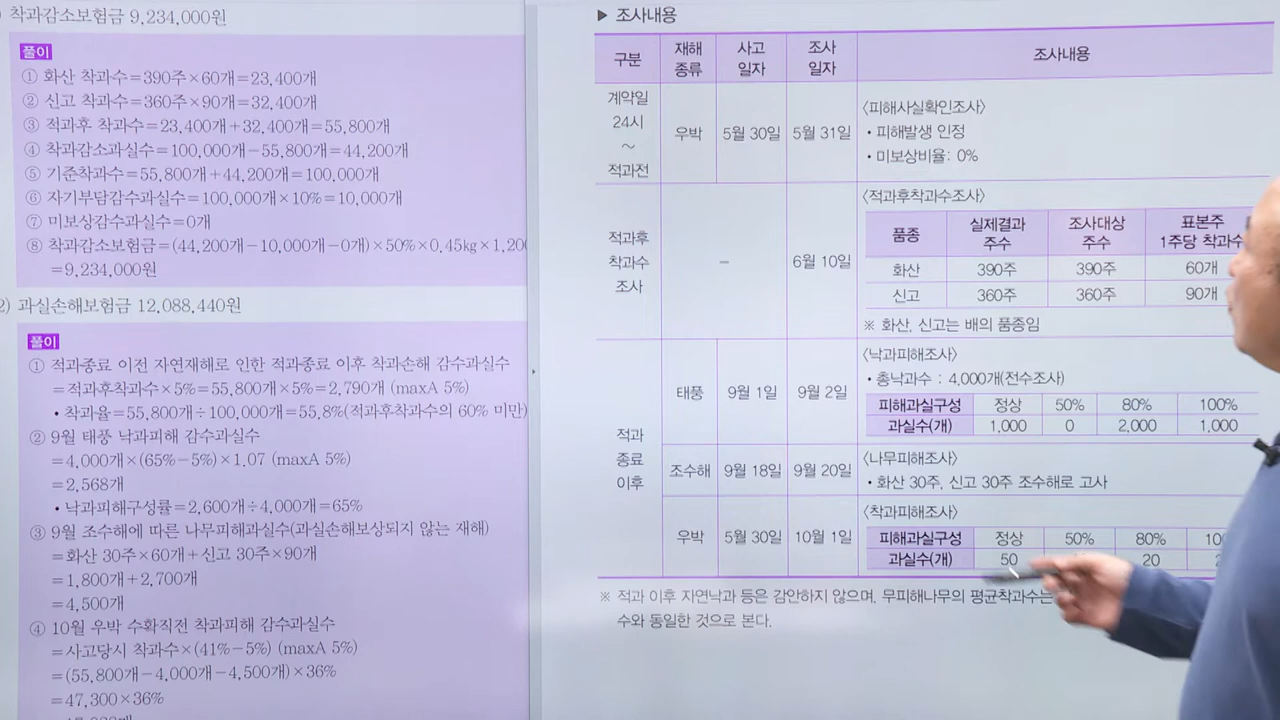 ) 착과감소보험금 9,234,000원
풀이
① 화산 착과수=390주×60개=23,400개
② 신고 착과수=360주×90개=32,400개
③ 적과후 착과수=23,400개+32,400개=55,800개
④ 착과감소과실수=100,000개-55,800개=44,200개
⑤ 기준착과수=55,800개+44,200개=100,000개
⑥ 자기부담감수과실수=100,000개×10%=10,000개
⑦ 미보상감수과실수=0개
⑧ 착과감소보험금=(44,200개-10,000개-0개)×50%×0.45kg×1,20
=9,234,000원
2) 과실손해보험금 12,088,440원
풀이
① 적과종료 이전 자연재해로 인한 적과종료 이후 착과손해 감수과실수
=적과후착과수×5%=55,800개×5%=2,790개 (maxA 5%)
• 착과율=55,800개÷100,000개=55.8%(적과후착과수의 60% 미만)
② 9월 태풍 낙과피해 감수과실수
=4,000개×(65%-5%)×1.07 (maxA 5%)
=2,568개
• 낙과피해구성률=2,600개÷4,000개=65%
③ 9월 조수해에 따른 나무피해과실수(과실손해보상되지 않는 재해)
=화산 30주×60개+신고 30주×90개
=1,800개+2,700개
=4,500개
④ 10월 우박 수확직전 착과피해 감수과실수
=사고당시 착과수×(41%-5%) (maxA 5%)
=(55,800개-4,000개-4,500개)×36%
=47,300×36%
▶ 조사내용
구분 재해 종류 사고 일자 조사 일자 조사내용
계약일 24시 ~ 적과전 우박 5월 30일 5월 31일
〈피해사실확인조사〉
• 피해발생 인정
• 미보상비율: 0%
적과후 착과수 조사 – 6월 10일
〈적과후착과수조사〉
품종 실제결과 주수 조사대상 주수 표본주 1주당 착과수
화산 390주 390주 60개
신고 360주 360주 90개
※ 화산, 신고는 배의 품종임
적과 종료 이후
태풍 9월 1일 9월 2일
〈낙과피해조사〉
• 총낙과수 : 4,000개(전수조사)
피해과실구성 정상 50% 80% 100%
과실수(개) 1,000 0 2,000 1,000
조수해 9월 18일 9월 20일
〈나무피해조사〉
• 화산 30주, 신고 30주 조수해로 고사
우박 5월 30일 10월 1일
〈착과피해조사〉
피해과실구성 정상 50% 80% 10
과실수(개) 50 20
※ 적과 이후 자연낙과 등은 감안하지 않으며, 무피해나무의 평균착과수는
수와 동일한 것으로 본다.